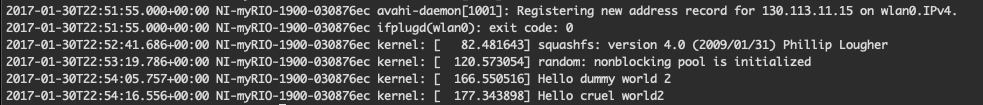 2017-01-30T22:51:55.000+00:00 NI-myRIO-1900-030876ec avahi-daemon[1001]: Registering new address record for 130.113.11.15 on wlan0.IPv4.
2017-01-30T22:51:55.000+00:00 NI-myRIO-1900-030876ec ifplugd(wlan0): exit code: 0
2017-01-30T22:52:41.686+00:00 NI-myRIO-1900-030876ec kernel: [   82.481643] squashfs: version 4.0 (2009/01/31) Phillip Lougher
2017-01-30T22:53:19.786+00:00 NI-myRIO-1900-030876ec kernel: [  120.573054] random: nonblocking pool is initialized
2017-01-30T22:54:05.757+00:00 NI-myRIO-1900-030876ec kernel: [  166.550516] Hello dummy world 2
2017-01-30T22:54:16.556+00:00 NI-myRIO-1900-030876ec kernel: [  177.343898] Hello cruel world2